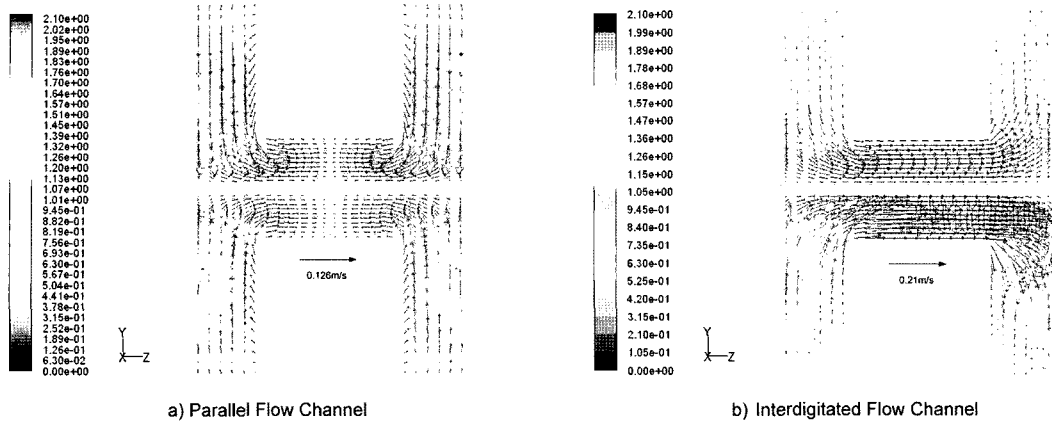 2.10e+00
2.02e+00
1.95e+00
1.89e+00
1.83e+00
1.76e+00
1.70e+00
1.64e+00
1.57e+00
1.51e+00
1.45e+00
1.39e+00
1.32e+00
1.26e+00
1.20e+00
1.13e+00
1.07e+00
1.01e+00
9.45e-01
8.82e-01
8.19e-01
7.56e-01
6.93e-01
6.30e-01
5.67e-01
5.04e-01
4.41e-01
3.78e-01
3.15e-01
2.52e-01
1.89e-01
1.26e-01
6.30e-02
0.00e+00
0.126m/s
Y
X
Z
a) Parallel Flow Channel
2.10e+00
1.99e+00
1.89e+00
1.78e+00
1.68e+00
1.57e+00
1.47e+00
1.36e+00
1.26e+00
1.15e+00
1.05e+00
9.45e-01
8.40e-01
7.35e-01
6.30e-01
5.25e-01
4.20e-01
3.15e-01
2.10e-01
1.05e-01
0.00e+00
0.21m/s
Y
X
Z
b) Interdigitated Flow Channel